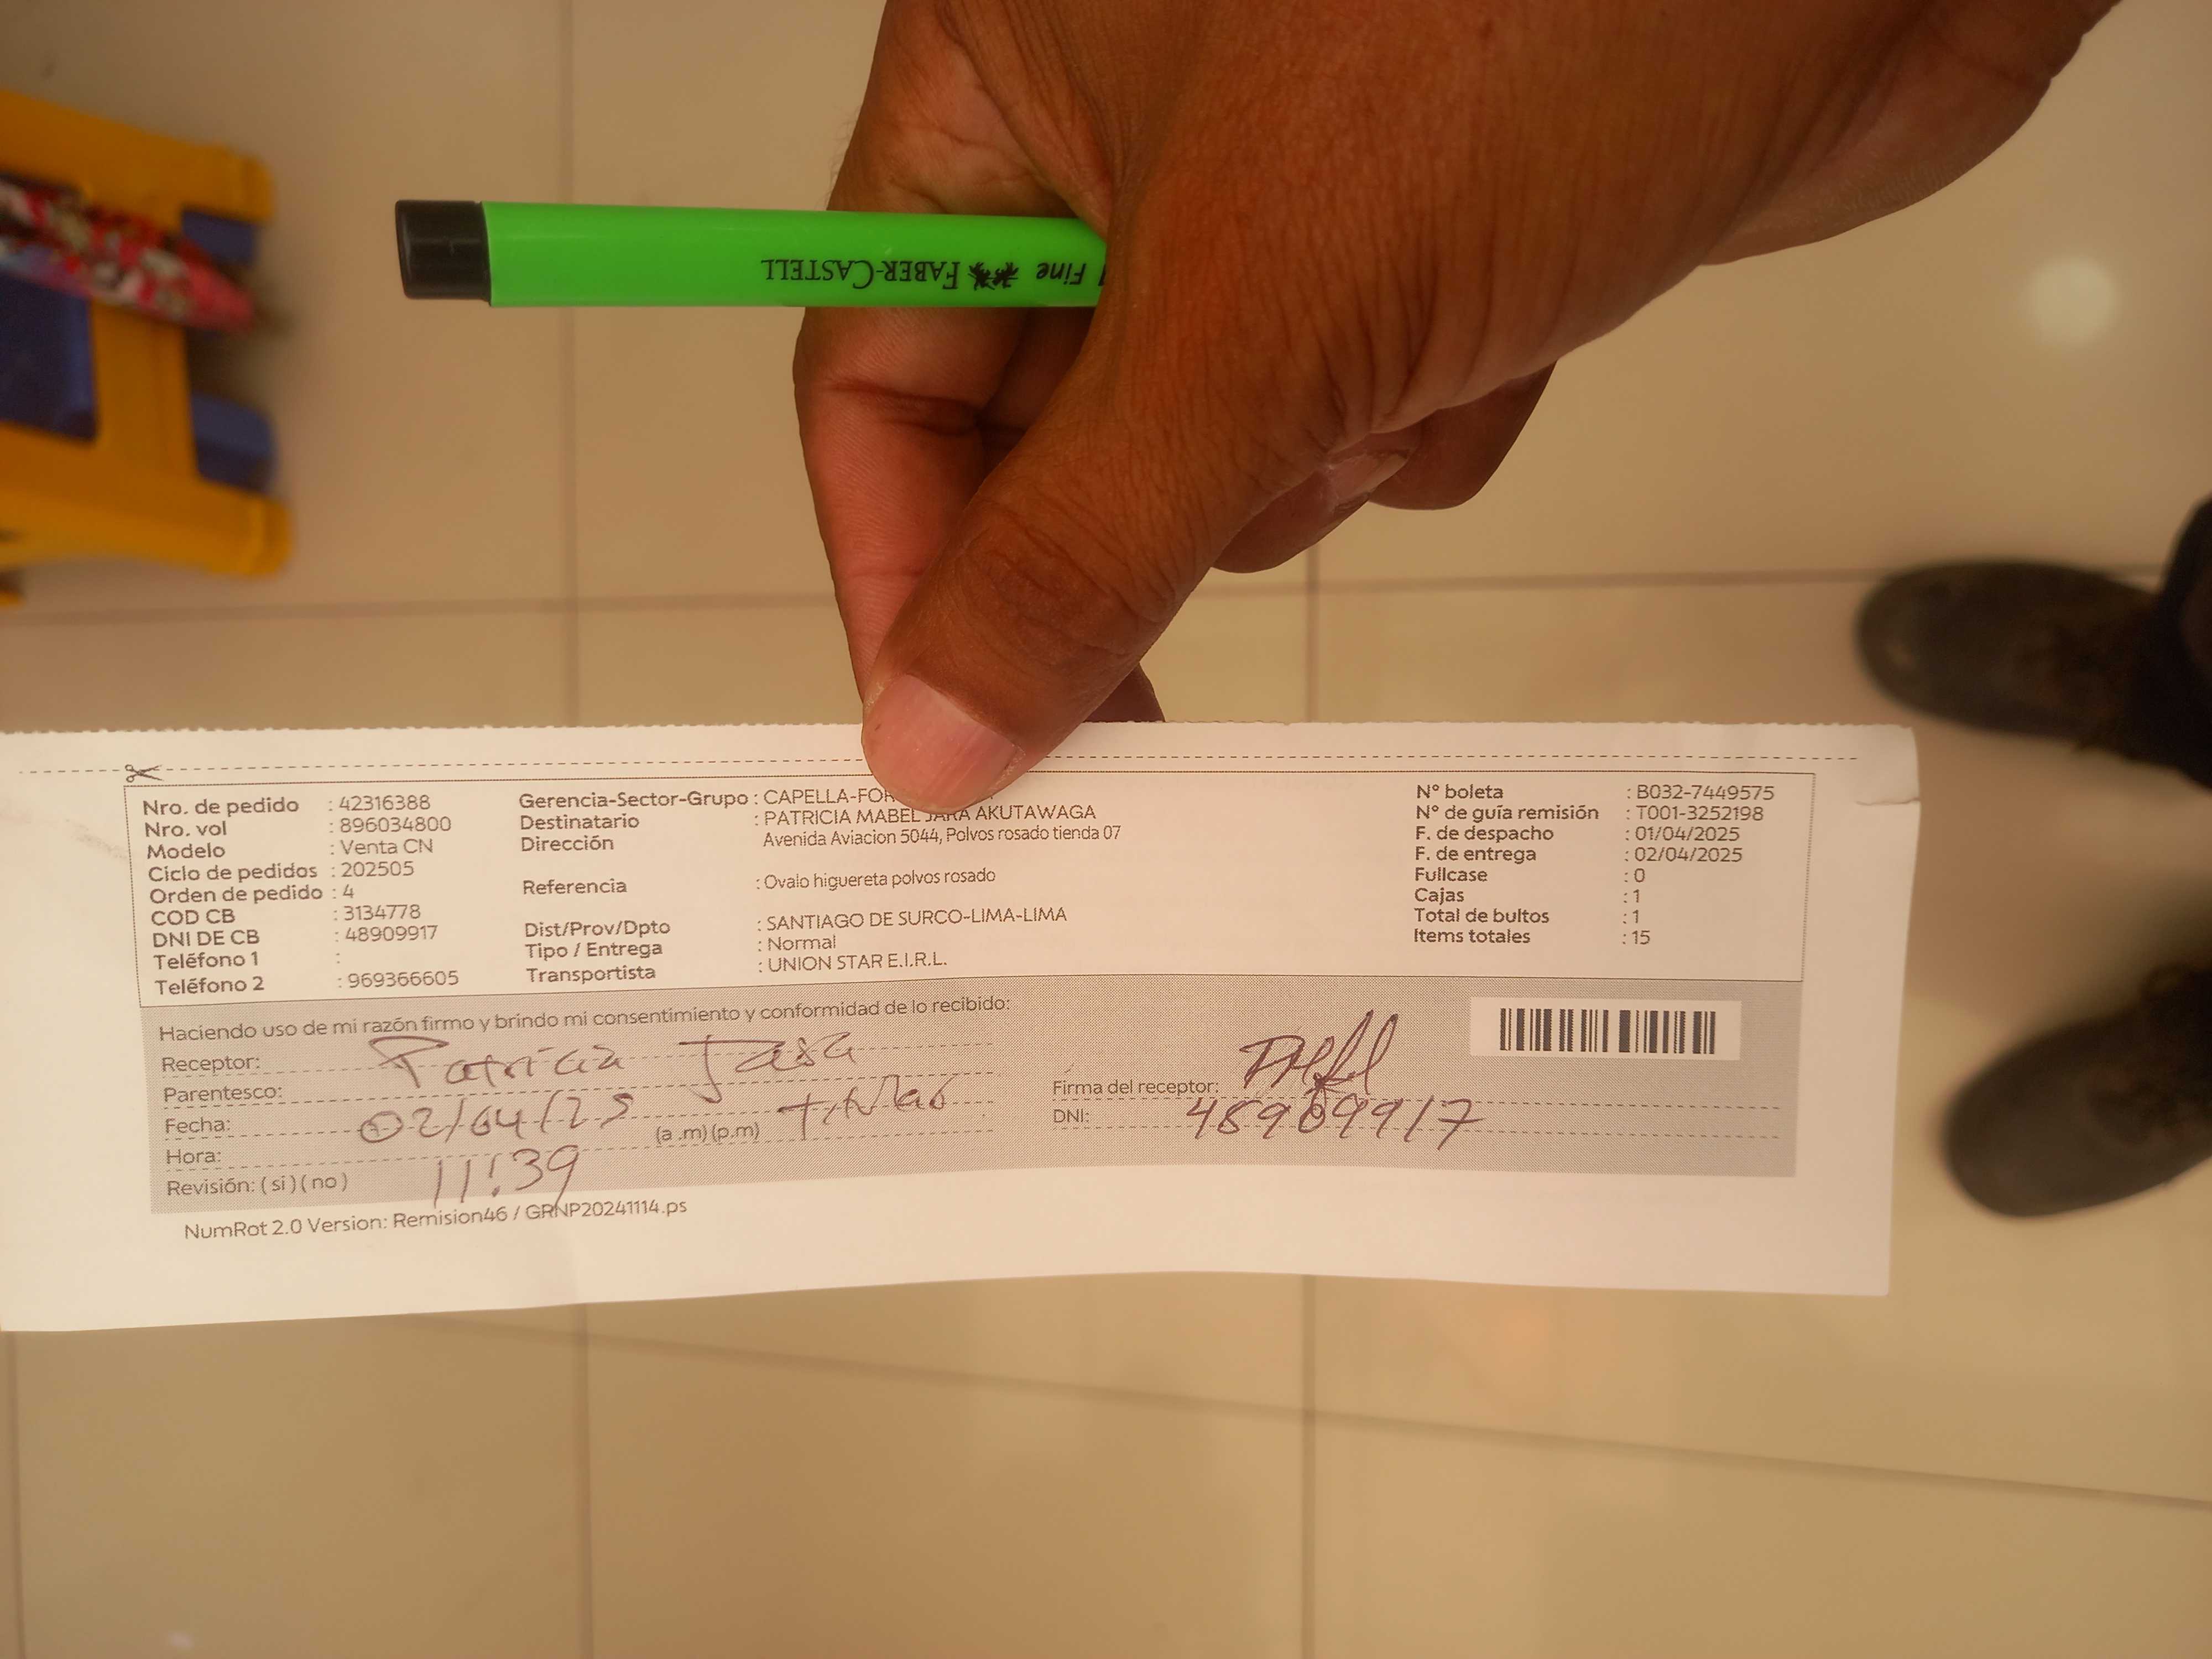 Fine FABER-CASTELL
Nro. de pedido : 42316388
Nro. vol : 896034800
Modelo : Venta CN
Ciclo de pedidos : 202505
Orden de pedido : 4
COD CB : 3134778
DNI DE CB : 48909917
Teléfono 1 :
Teléfono 2 : 969366605
Gerencia-Sector-Grupo : CAPELLA-FOR
Destinatario : PATRICIA MABEL JARA AKUTAWAGA
Dirección Avenida Aviacion 5044, Polvos rosado tienda 07
Referencia : Ovalo higuereta polvos rosado
Dist/Prov/Dpto : SANTIAGO DE SURCO-LIMA-LIMA
Tipo / Entrega : Normal
Transportista : UNION STAR E.I.R.L.
N° boleta : B032-7449575
N° de guía remisión : T001-3252198
F. de despacho : 01/04/2025
F. de entrega : 02/04/2025
Fullcase : 0
Cajas : 1
Total de bultos : 1
Items totales : 15
Haciendo uso de mi razón firmo y brindo mi consentimiento y conformidad de lo recibido:
Receptor: Patricia Jara
Parentesco: titular
Fecha: 02/04/25 (a .m) (p.m)
Hora: 11:39
Revisión: ( si ) ( no )
Firma del receptor:
DNI: 48909917
NumRot 2.0 Version: Remision46 / GRNP20241114.ps